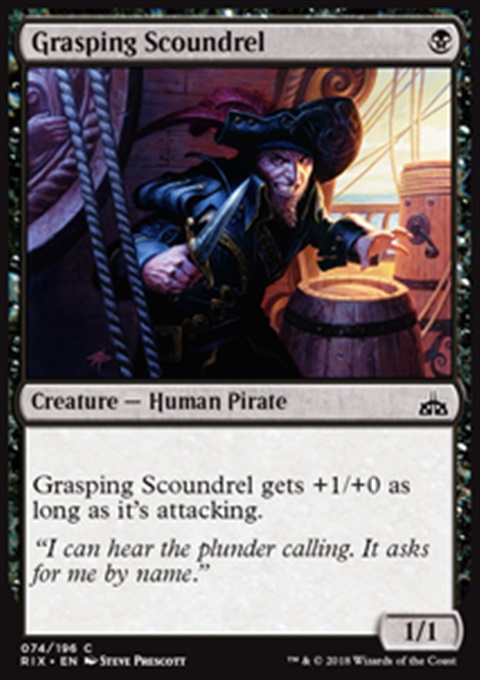 Grasping Scoundrel
Creature — Human Pirate
Grasping Scoundrel gets +1/+0 as
long as it's attacking.
"I can hear the plunder calling. It asks
for me by name."
1/1
074/196 C
RIX • EN Steve Prescott
™ & © 2018 Wizards of the Coast